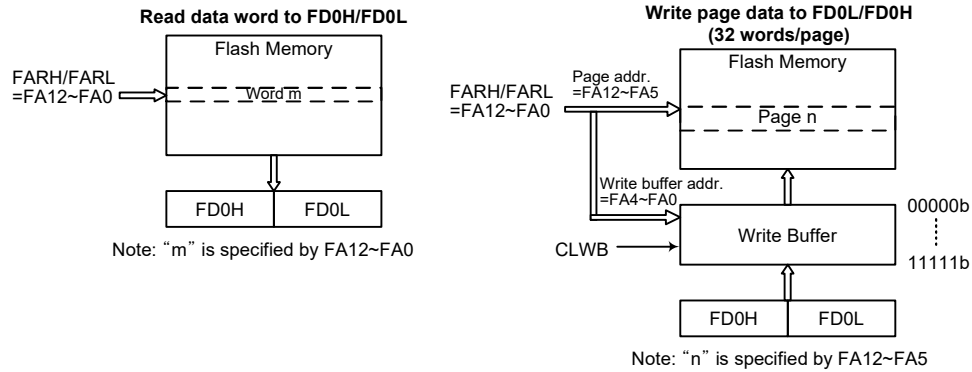 Read data word to FD0H/FD0L
Flash Memory
FARH/FARL
=FA12~FA0
Word m
FD0H
FD0L
Note: “m” is specified by FA12~FA0
Write page data to FD0L/FD0H
(32 words/page)
Flash Memory
FARH/FARL
=FA12~FA0
Page addr.
=FA12~FA5
Page n
Write buffer addr.
=FA4~FA0
CLWB
Write Buffer
00000b
11111b
FD0H
FD0L
Note: “n” is specified by FA12~FA5